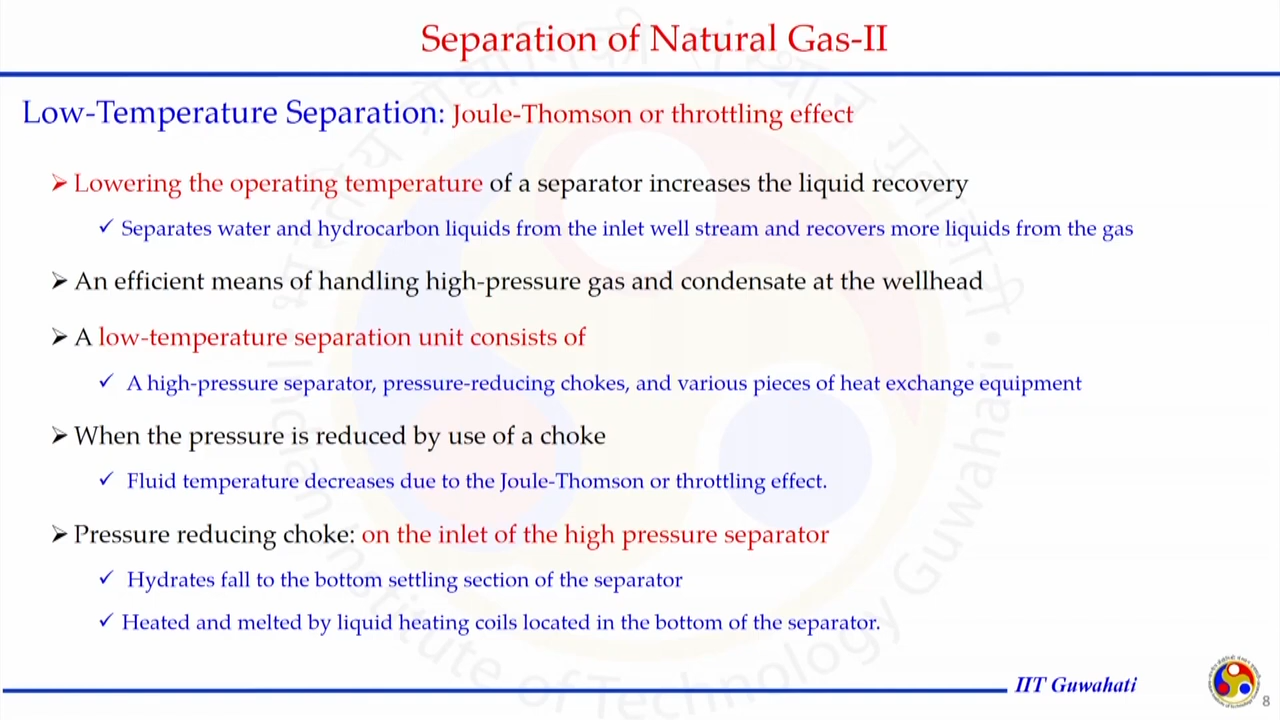 Separation of Natural Gas-II
Low-Temperature Separation: Joule-Thomson or throttling effect
➤ Lowering the operating temperature of a separator increases the liquid recovery
✓ Separates water and hydrocarbon liquids from the inlet well stream and recovers more liquids from the gas
➤ An efficient means of handling high-pressure gas and condensate at the wellhead
➤ A low-temperature separation unit consists of
✓ A high-pressure separator, pressure-reducing chokes, and various pieces of heat exchange equipment
➤ When the pressure is reduced by use of a choke
✓ Fluid temperature decreases due to the Joule-Thomson or throttling effect.
➤ Pressure reducing choke: on the inlet of the high pressure separator
✓ Hydrates fall to the bottom settling section of the separator
✓ Heated and melted by liquid heating coils located in the bottom of the separator.
IIT Guwahati
8
Indian Institute of Technology Guwahati